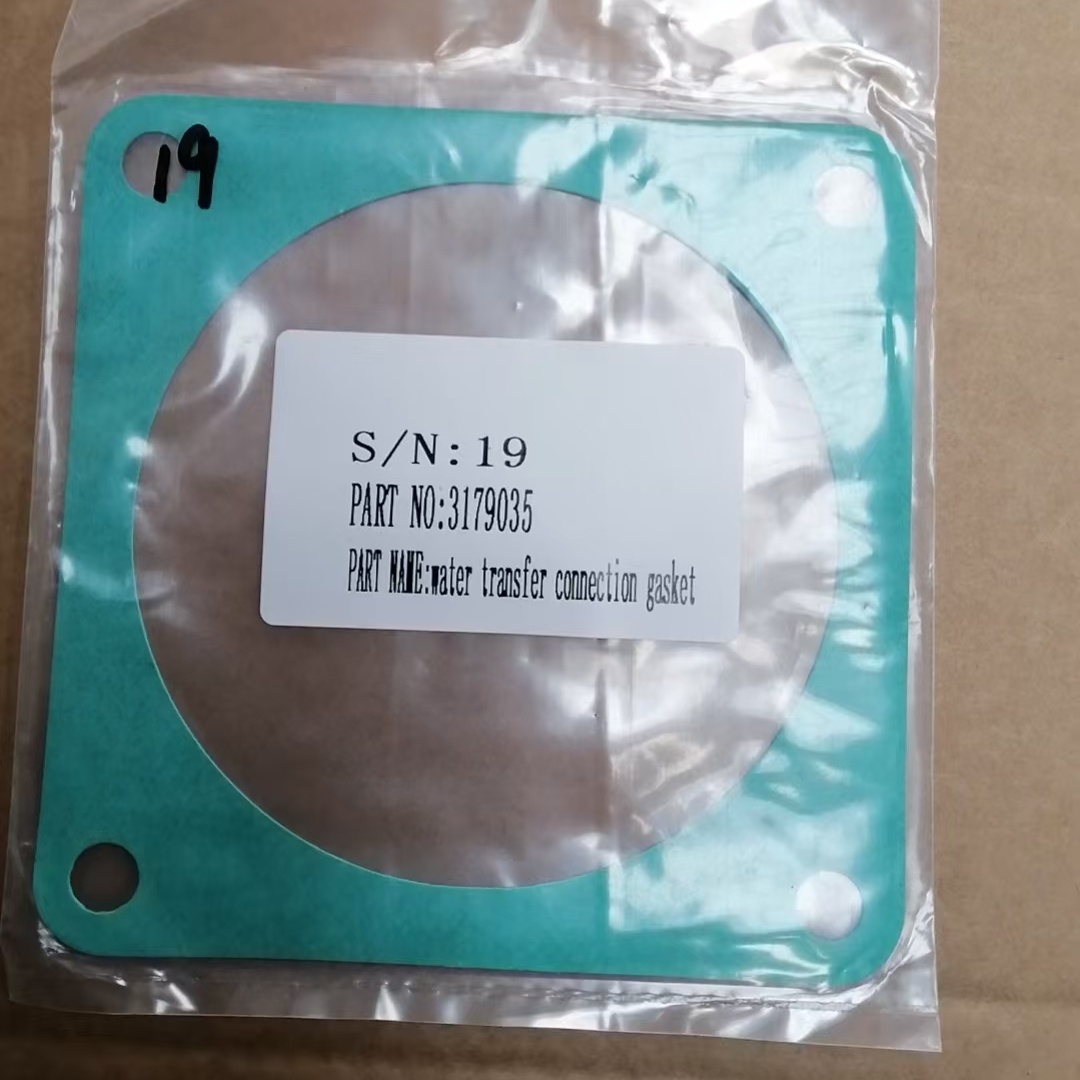 19
S/N:19
PART NO:3179035
PART NAME:water transfer connection gasket